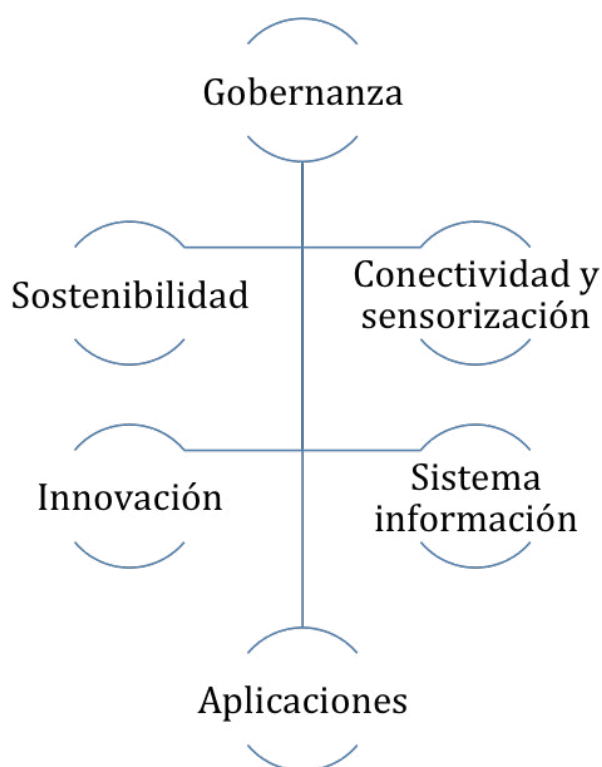 Gobernanza
Sostenibilidad
Conectividad y
sensorización
Innovación
Sistema
información
Aplicaciones